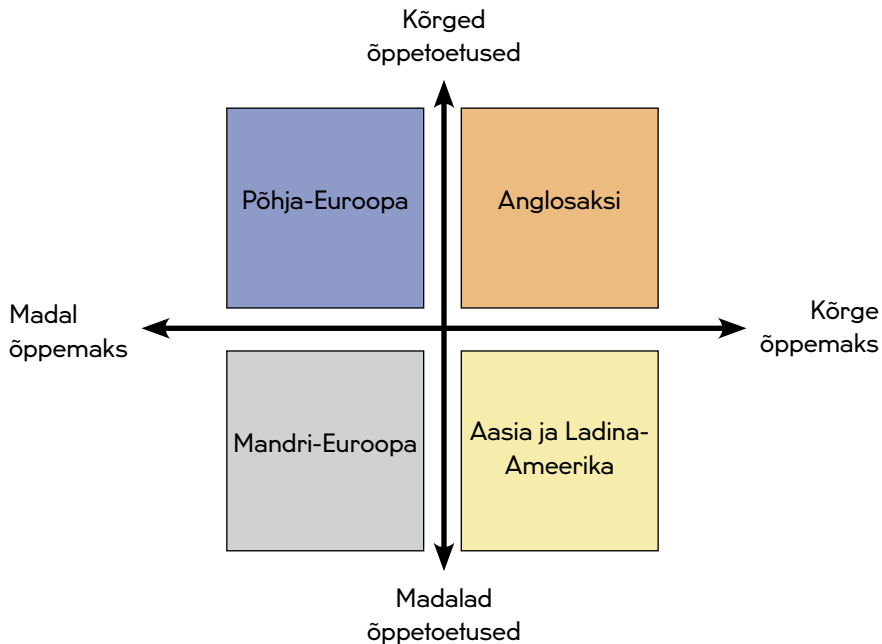 Kõrged
õppetoetused
Põhja-Euroopa
Anglosaksi
Madal
õppemaks
Kõrge
õppemaks
Mandri-Euroopa
Aasia ja Ladina-
Ameerika
Madalad
õppetoetused